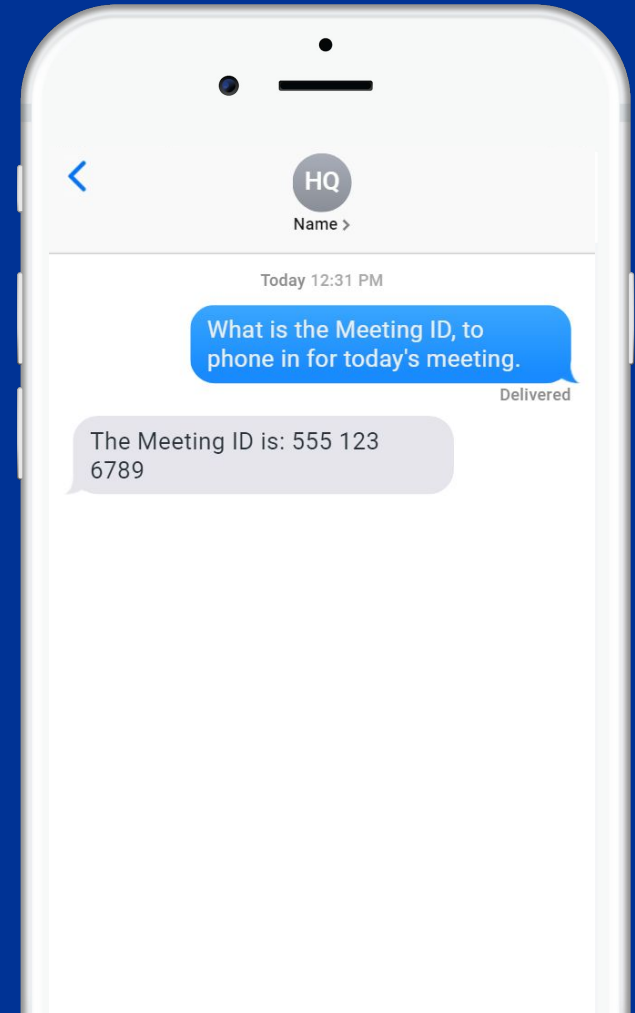 HQ
Name >
Today 12:31 PM
What is the Meeting ID, to
phone in for today's meeting.
Delivered
The Meeting ID is: 555 123
6789